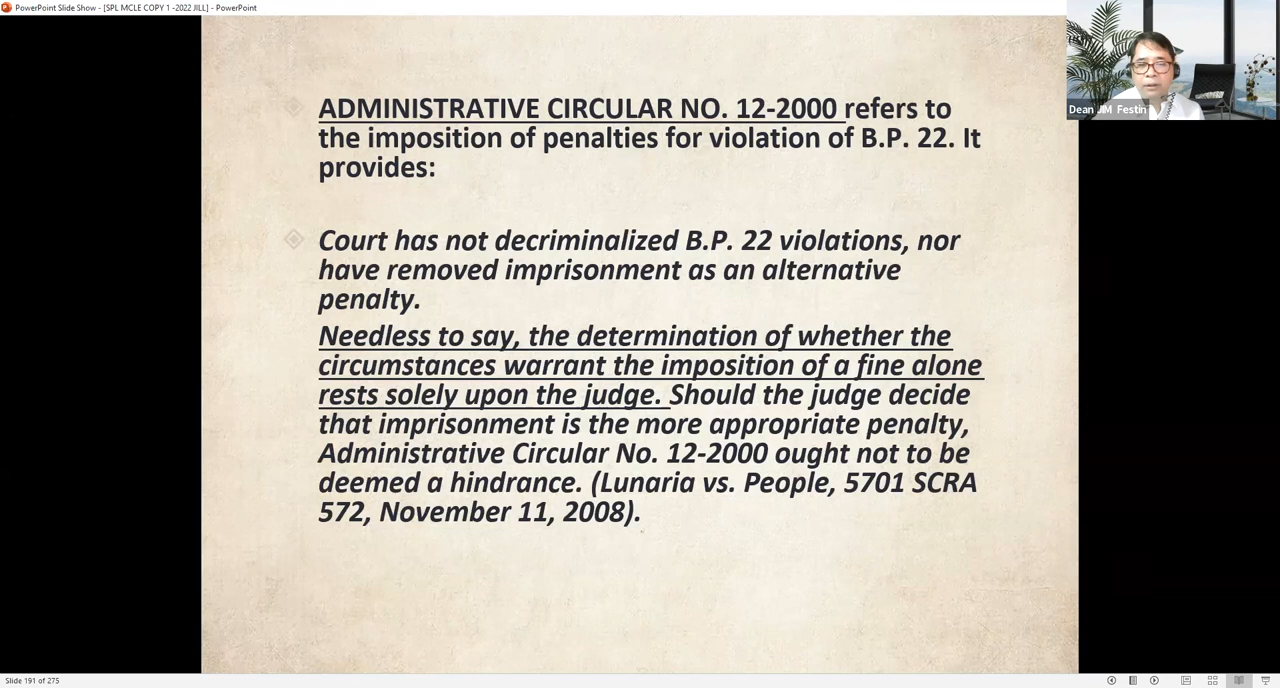 PowerPoint Slide Show - [SPL MCLE COPY 1 -2022 JILL] - PowerPoint
Dean JIM Festin
ADMINISTRATIVE CIRCULAR NO. 12-2000 refers to
the imposition of penalties for violation of B.P. 22. It
provides:
Court has not decriminalized B.P. 22 violations, nor
have removed imprisonment as an alternative
penalty.
Needless to say, the determination of whether the
circumstances warrant the imposition of a fine alone
rests solely upon the judge. Should the judge decide
that imprisonment is the more appropriate penalty,
Administrative Circular No. 12-2000 ought not to be
deemed a hindrance. (Lunaria vs. People, 5701 SCRA
572, November 11, 2008).
Slide 191 of 275